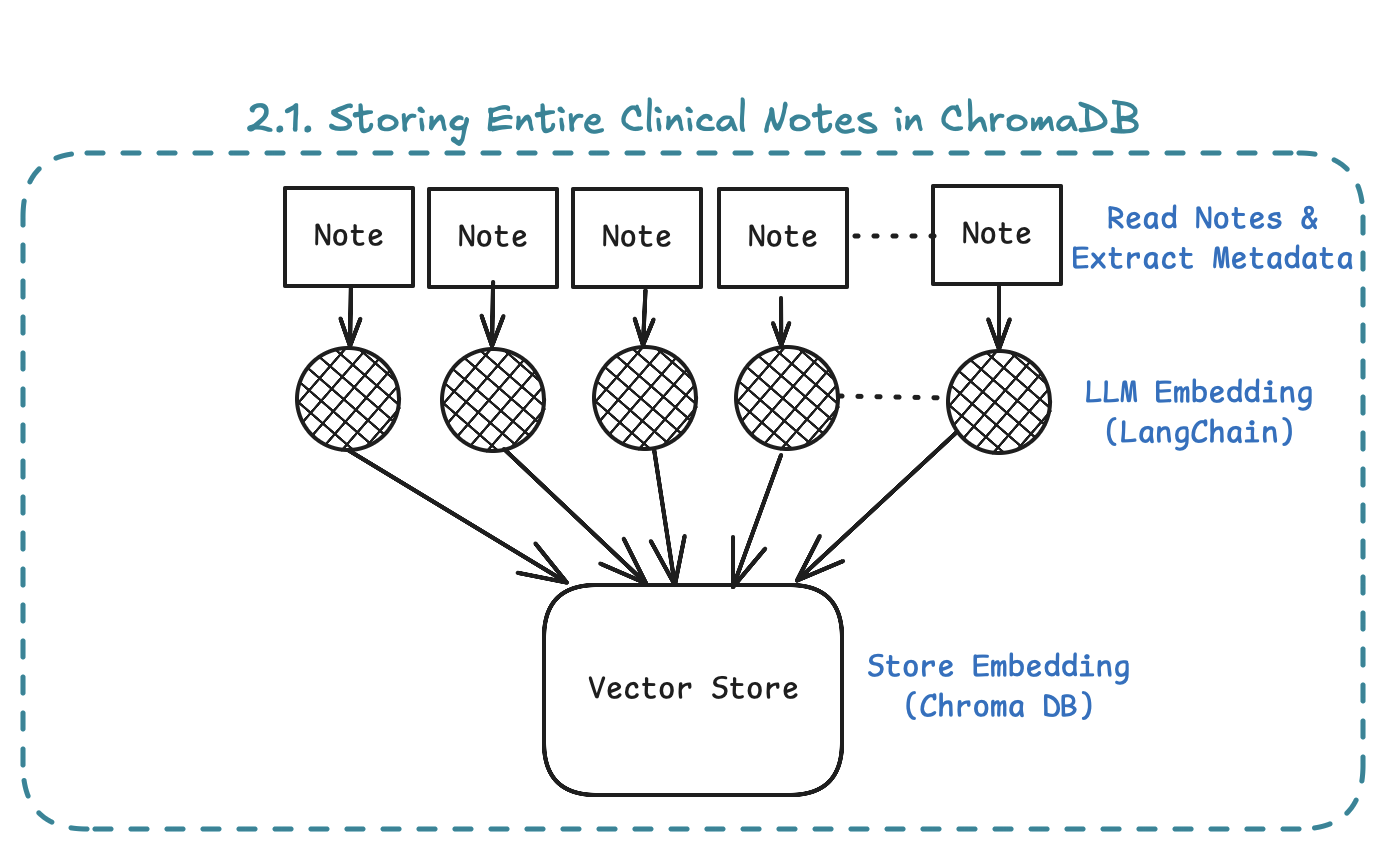 2.1. Storing Entire Clinical Notes in ChromaDB
Note
Note
Note
Note
Note
Read Notes &
Extract Metadata
LLM Embedding
(LangChain)
Vector Store
Store Embedding
(Chroma DB)